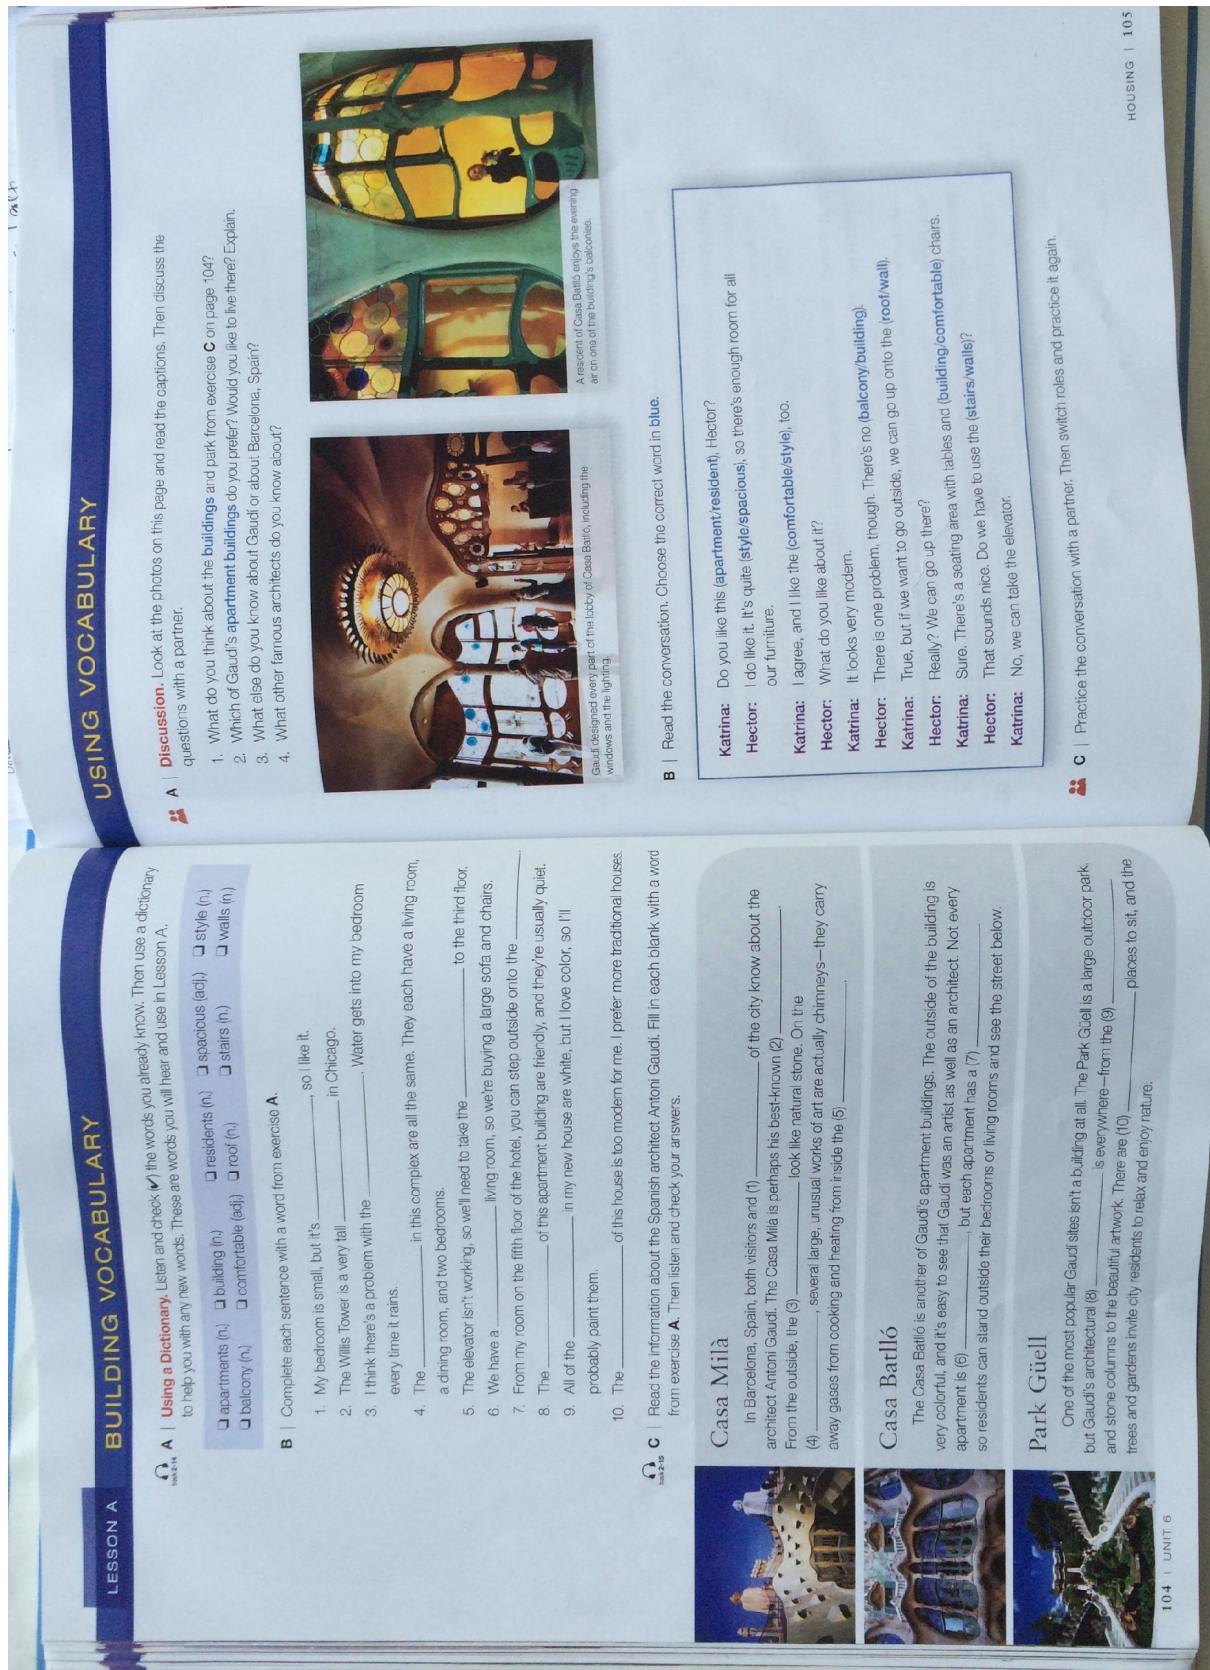 LESSON A
BUILDING VOCABULARY
track 2-14
A | Using a Dictionary. Listen and check (✔) the words you already know. Then use a dictionary
to help you with any new words. These are words you will hear and use in Lesson A.
❑ apartments (n.) ❑ building (n.) ❑ residents (n.) ❑ spacious (adj.) ❑ style (n.)
❑ balcony (n.) ❑ comfortable (adj.) ❑ roof (n.) ❑ stairs (n.) ❑ walls (n.)
B | Complete each sentence with a word from exercise A.
1. My bedroom is small, but it's ____________, so I like it.
2. The Willis Tower is a very tall ____________ in Chicago.
3. I think there's a problem with the ____________. Water gets into my bedroom
every time it rains.
4. The ____________ in this complex are all the same. They each have a living room,
a dining room, and two bedrooms.
5. The elevator isn't working, so we'll need to take the ____________ to the third floor.
6. We have a ____________ living room, so we're buying a large sofa and chairs.
7. From my room on the fifth floor of the hotel, you can step outside onto the ____________.
8. The ____________ of this apartment building are friendly, and they're usually quiet.
9. All of the ____________ in my new house are white, but I love color, so I'll
probably paint them.
10. The ____________ of this house is too modern for me. I prefer more traditional houses.
track 2-15
C | Read the information about the Spanish architect Antoni Gaudí. Fill in each blank with a word
from exercise A. Then listen and check your answers.
Casa Milà
In Barcelona, Spain, both visitors and (1) ____________ of the city know about the
architect Antoni Gaudí. The Casa Milà is perhaps his best-known (2) ____________.
From the outside, the (3) ____________ look like natural stone. On the
(4) ____________, several large, unusual works of art are actually chimneys—they carry
away gases from cooking and heating from inside the (5) ____________.
Casa Batlló
The Casa Batlló is another of Gaudí's apartment buildings. The outside of the building is
very colorful, and it's easy to see that Gaudí was an artist as well as an architect. Not every
apartment is (6) ____________, but each apartment has a (7) ____________
so residents can stand outside their bedrooms or living rooms and see the street below.
Park Güell
One of the most popular Gaudí sites isn't a building at all. The Park Güell is a large outdoor park,
but Gaudí's architectural (8) ____________ is everywhere—from the (9) ____________
and stone columns to the beautiful artwork. There are (10) ____________ places to sit, and the
trees and gardens invite city residents to relax and enjoy nature.
104 | UNIT 6
USING VOCABULARY
A | Discussion. Look at the photos on this page and read the captions. Then discuss the
questions with a partner.
1. What do you think about the buildings and park from exercise C on page 104?
2. Which of Gaudí's apartment buildings do you prefer? Would you like to live there? Explain.
3. What else do you know about Gaudí or about Barcelona, Spain?
4. What other famous architects do you know about?
Gaudí designed every part of the lobby of Casa Batlló, including the
windows and the lighting.
A resident of Casa Batlló enjoys the evening
air on one of the building's balconies.
B | Read the conversation. Choose the correct word in blue.
Katrina: Do you like this (apartment/resident), Hector?
Hector: I do like it. It's quite (style/spacious), so there's enough room for all
our furniture.
Katrina: I agree, and I like the (comfortable/style), too.
Hector: What do you like about it?
Katrina: It looks very modern.
Hector: There is one problem, though. There's no (balcony/building).
Katrina: True, but if we want to go outside, we can go up onto the (roof/wall).
Hector: Really? We can go up there?
Katrina: Sure. There's a seating area with tables and (building/comfortable) chairs.
Hector: That sounds nice. Do we have to use the (stairs/walls)?
Katrina: No, we can take the elevator.
C | Practice the conversation with a partner. Then switch roles and practice it again.
HOUSING | 105